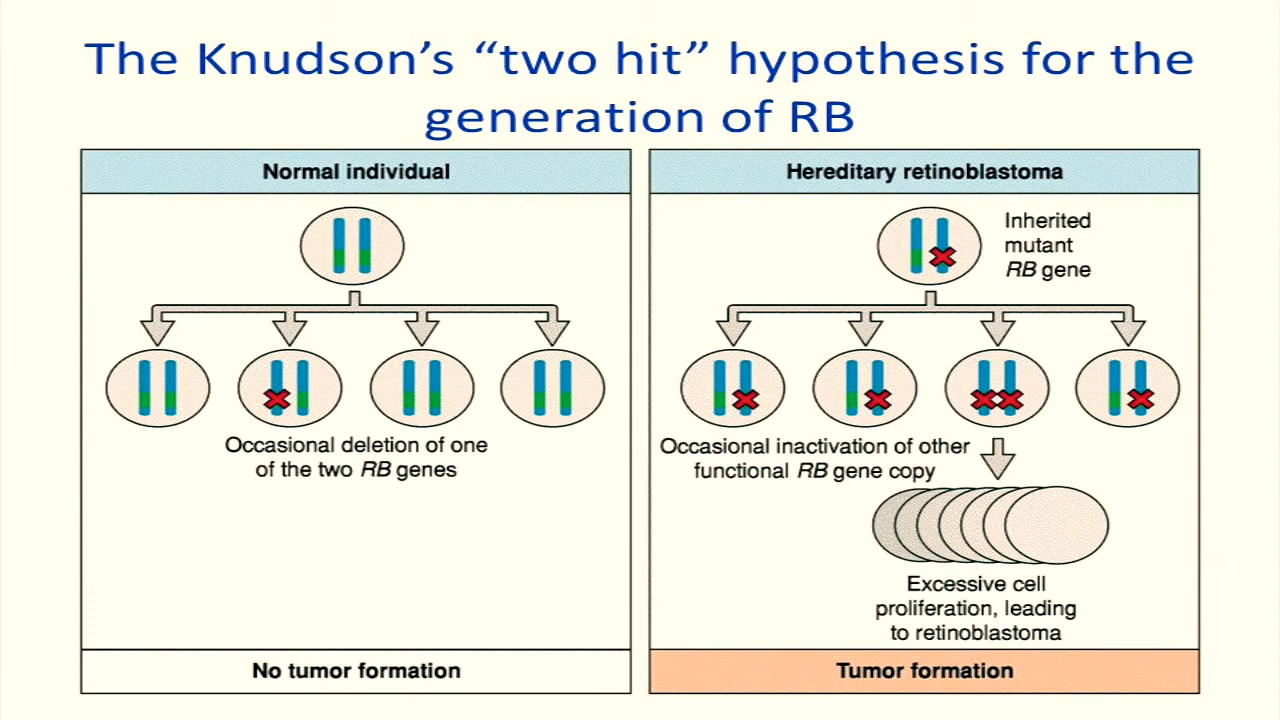 The Knudson’s “two hit” hypothesis for the
generation of RB
Normal individual
Occasional deletion of one
of the two RB genes
No tumor formation
Hereditary retinoblastoma
Inherited
mutant
RB gene
Occasional inactivation of other
functional RB gene copy
Excessive cell
proliferation, leading
to retinoblastoma
Tumor formation